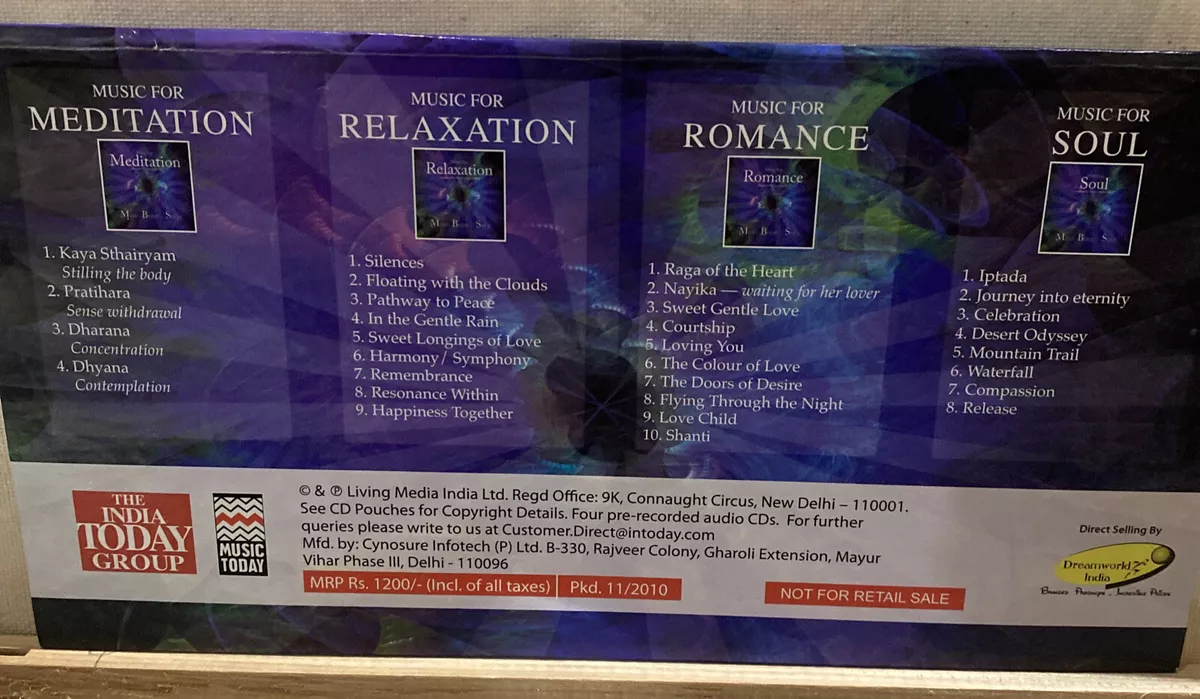 MUSIC FOR
MEDITATION
Meditation
1. Kaya Sthairyam
Stilling the body
2. Pratihara
Sense withdrawal
3. Dharana
Concentration
4. Dhyana
Contemplation
MUSIC FOR
RELAXATION
Relaxation
1. Silences
2. Floating with the Clouds
3. Pathway to Peace
4. In the Gentle Rain
5. Sweet Longings of Love
6. Harmony / Symphony
7. Remembrance
8. Resonance Within
9. Happiness Together
MUSIC FOR
ROMANCE
Romance
1. Raga of the Heart
2. Nayika — waiting for her lover
3. Sweet Gentle Love
4. Courtship
5. Loving You
6. The Colour of Love
7. The Doors of Desire
8. Flying Through the Night
9. Love Child
10. Shanti
MUSIC FOR
SOUL
Soul
1. Iptada
2. Journey into eternity
3. Celebration
4. Desert Odyssey
5. Mountain Trail
6. Waterfall
7. Compassion
8. Release
THE
INDIA
TODAY
GROUP
MUSIC
TODAY
© & ℗ Living Media India Ltd. Regd Office: 9K, Connaught Circus, New Delhi – 110001.
See CD Pouches for Copyright Details. Four pre-recorded audio CDs. For further
queries please write to us at Customer.Direct@intoday.com
Mfd. by: Cynosure Infotech (P) Ltd. B-330, Rajveer Colony, Gharoli Extension, Mayur
Vihar Phase III, Delhi - 110096
MRP Rs. 1200/- (Incl. of all taxes) Pkd. 11/2010
NOT FOR RETAIL SALE
Direct Selling By
Dreamworld
India